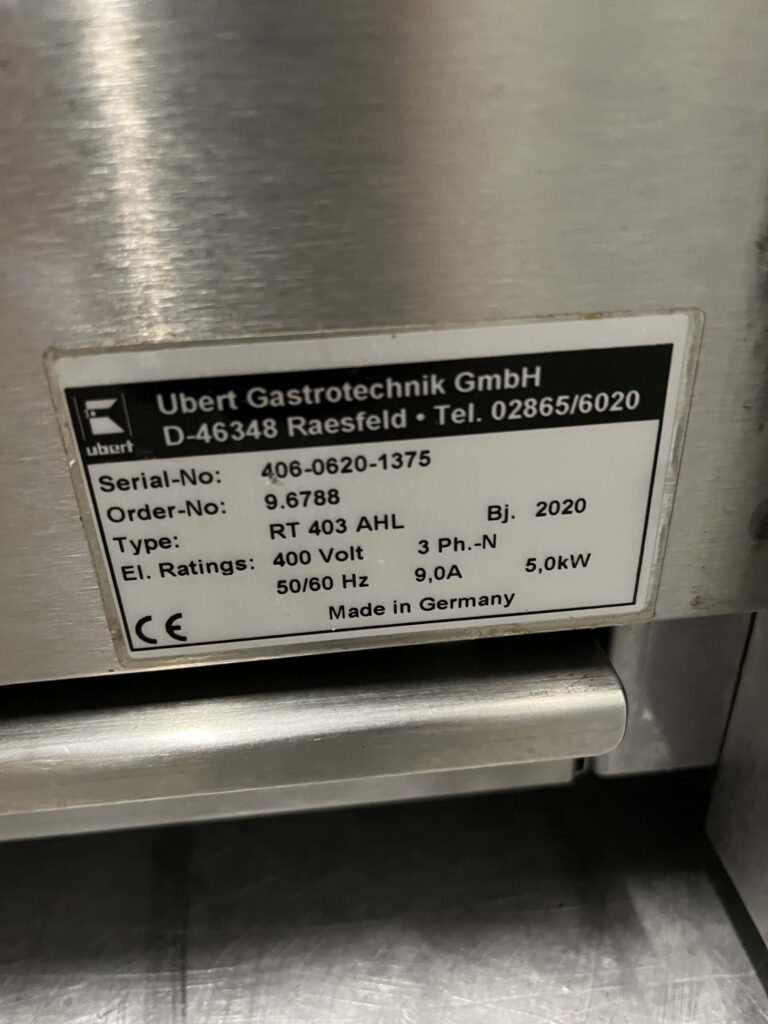 Ubert Gastrotechnik GmbH
D-46348 Raesfeld • Tel. 02865/6020
ubert
Serial-No: 406-0620-1375
Order-No: 9.6788
Type: RT 403 AHL Bj. 2020
El. Ratings: 400 Volt 3 Ph.-N
50/60 Hz 9,0A 5,0kW
Made in Germany
CE